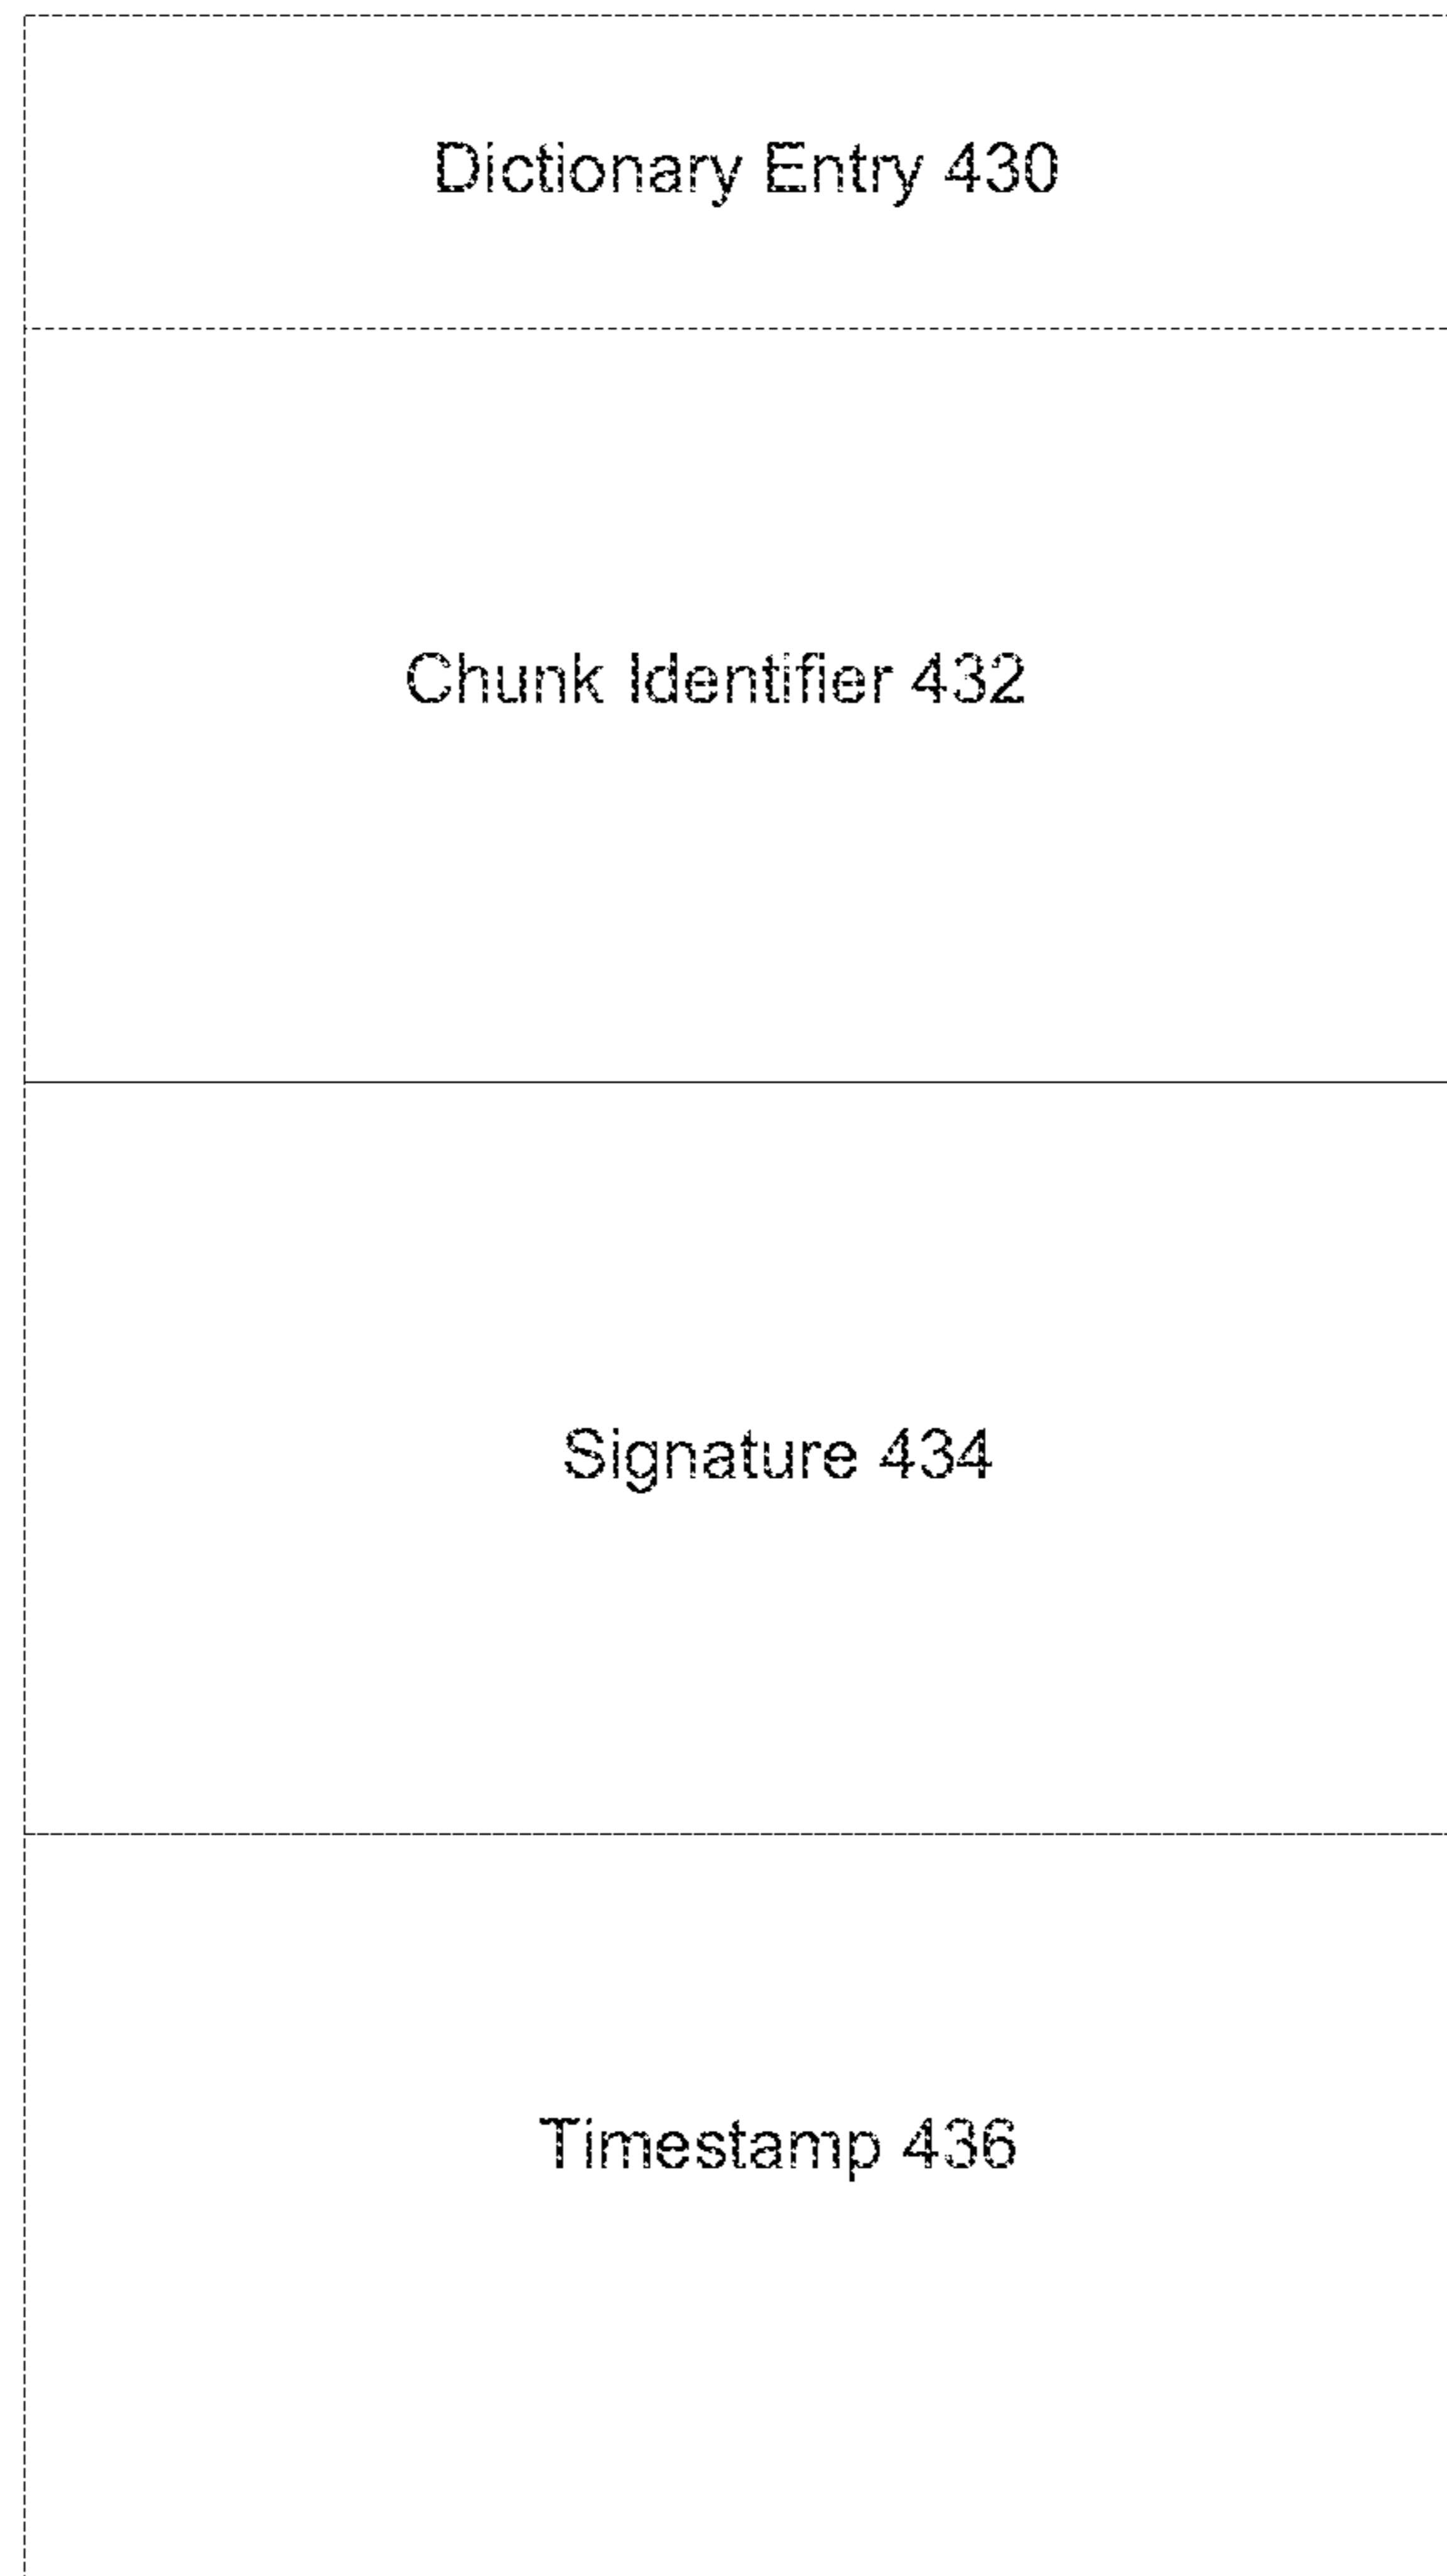 Dictionary Entry 430
Chunk Identifier 432
Signature 434
Timestamp 436